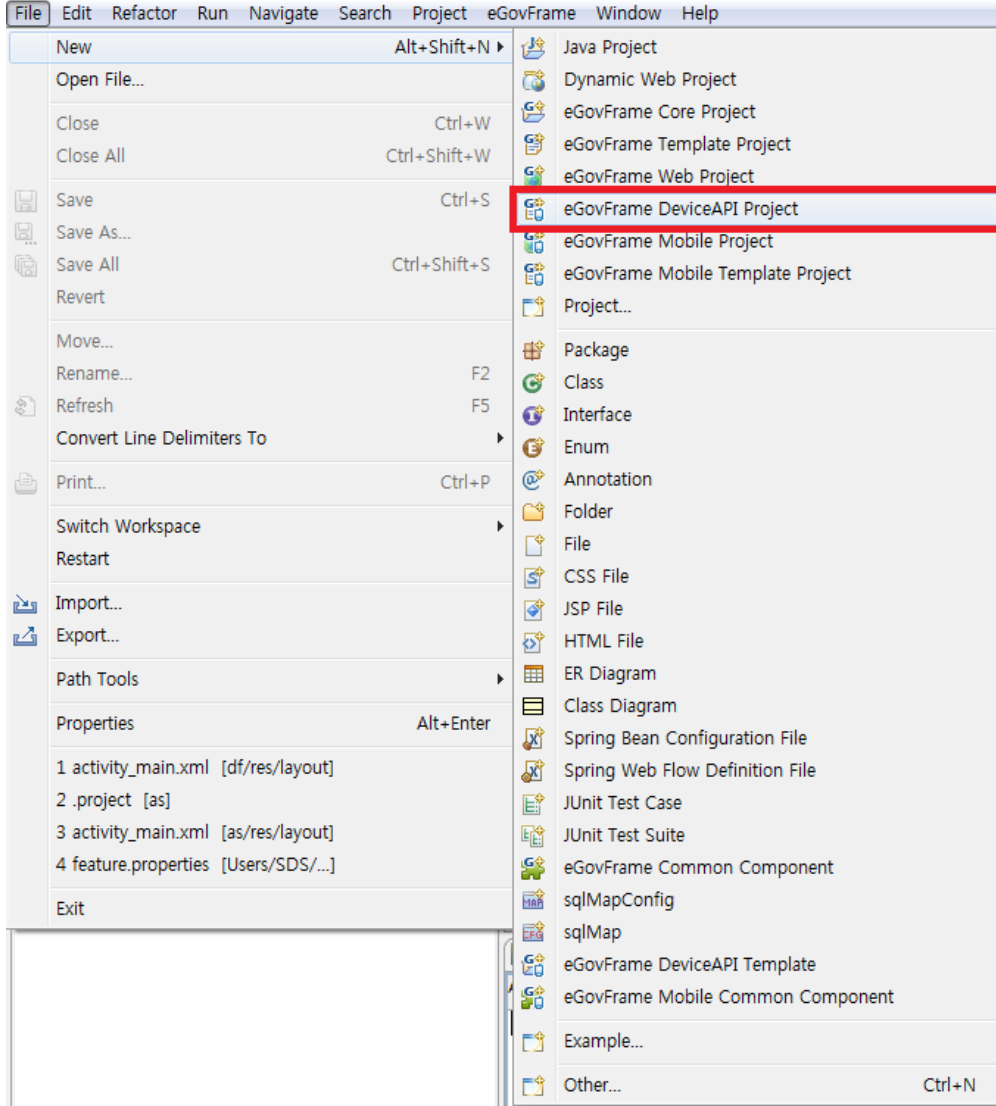 File Edit Refactor Run Navigate Search Project eGovFrame Window Help
New Alt+Shift+N
Open File...
Close Ctrl+W
Close All Ctrl+Shift+W
Save Ctrl+S
Save As...
Save All Ctrl+Shift+S
Revert
Move...
Rename... F2
Refresh F5
Convert Line Delimiters To
Print... Ctrl+P
Switch Workspace
Restart
Import...
Export...
Path Tools
Properties Alt+Enter
1 activity_main.xml [df/res/layout]
2 .project [as]
3 activity_main.xml [as/res/layout]
4 feature.properties [Users/SDS/...]
Exit
Java Project
Dynamic Web Project
eGovFrame Core Project
eGovFrame Template Project
eGovFrame Web Project
eGovFrame DeviceAPI Project
eGovFrame Mobile Project
eGovFrame Mobile Template Project
Project...
Package
Class
Interface
Enum
Annotation
Folder
File
CSS File
JSP File
HTML File
ER Diagram
Class Diagram
Spring Bean Configuration File
Spring Web Flow Definition File
JUnit Test Case
JUnit Test Suite
eGovFrame Common Component
sqlMapConfig
sqlMap
eGovFrame DeviceAPI Template
eGovFrame Mobile Common Component
Example...
Other... Ctrl+N